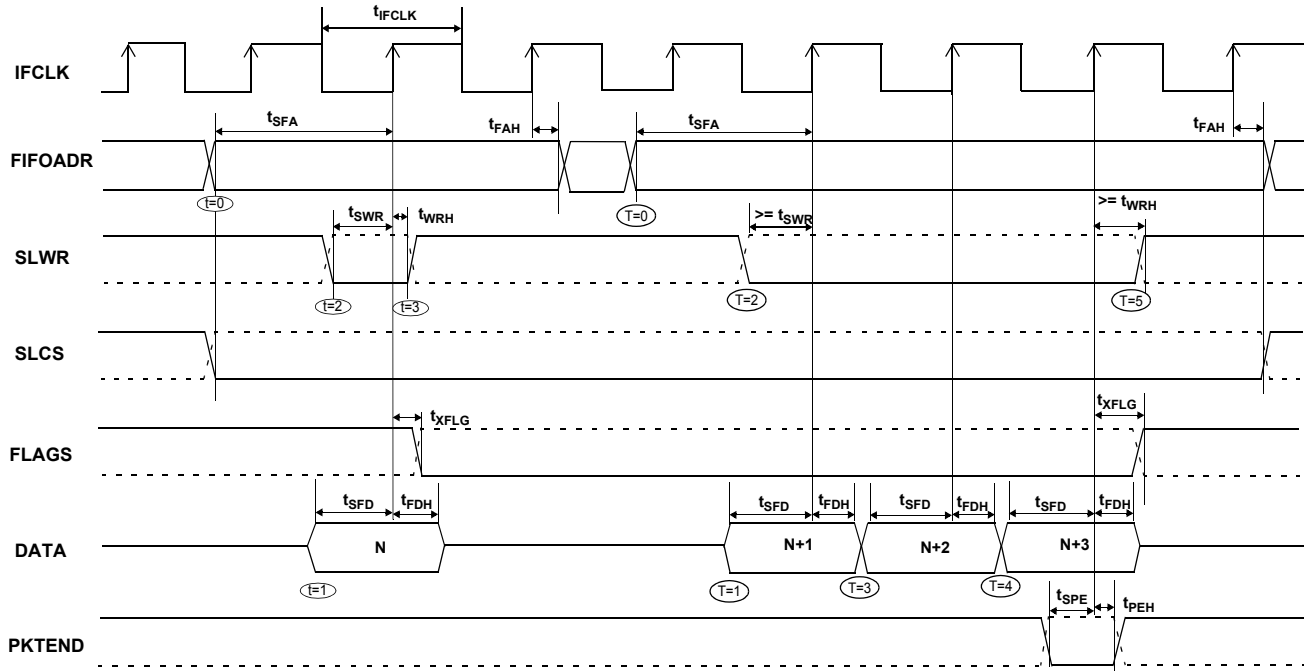 tIFCLK
IFCLK
tSFA
tFAH
tSFA
tFAH
FIFOADR
t=0
T=0
tSWR
tWRH
>= tSWR
>= tWRH
SLWR
t=2
t=3
T=2
T=5
SLCS
tXFLG
tXFLG
FLAGS
tSFD
tFDH
tSFD
tFDH
tSFD
tFDH
tSFD
tFDH
DATA
N
N+1
N+2
N+3
t=1
T=1
T=3
T=4
tSPE
tPEH
PKTEND